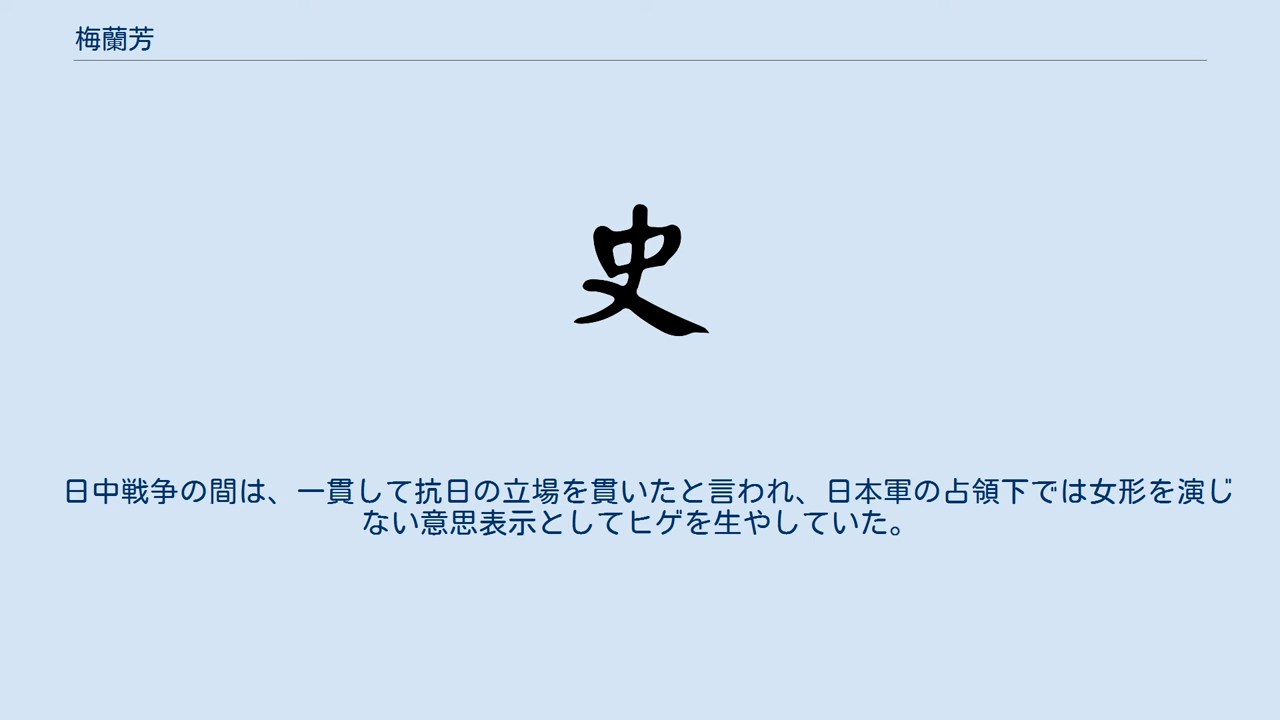 梅蘭芳
史
日中戦争の間は、一貫して抗日の立場を貫いたと言われ、日本軍の占領下では女形を演じ
ない意思表示としてヒゲを生やしていた。